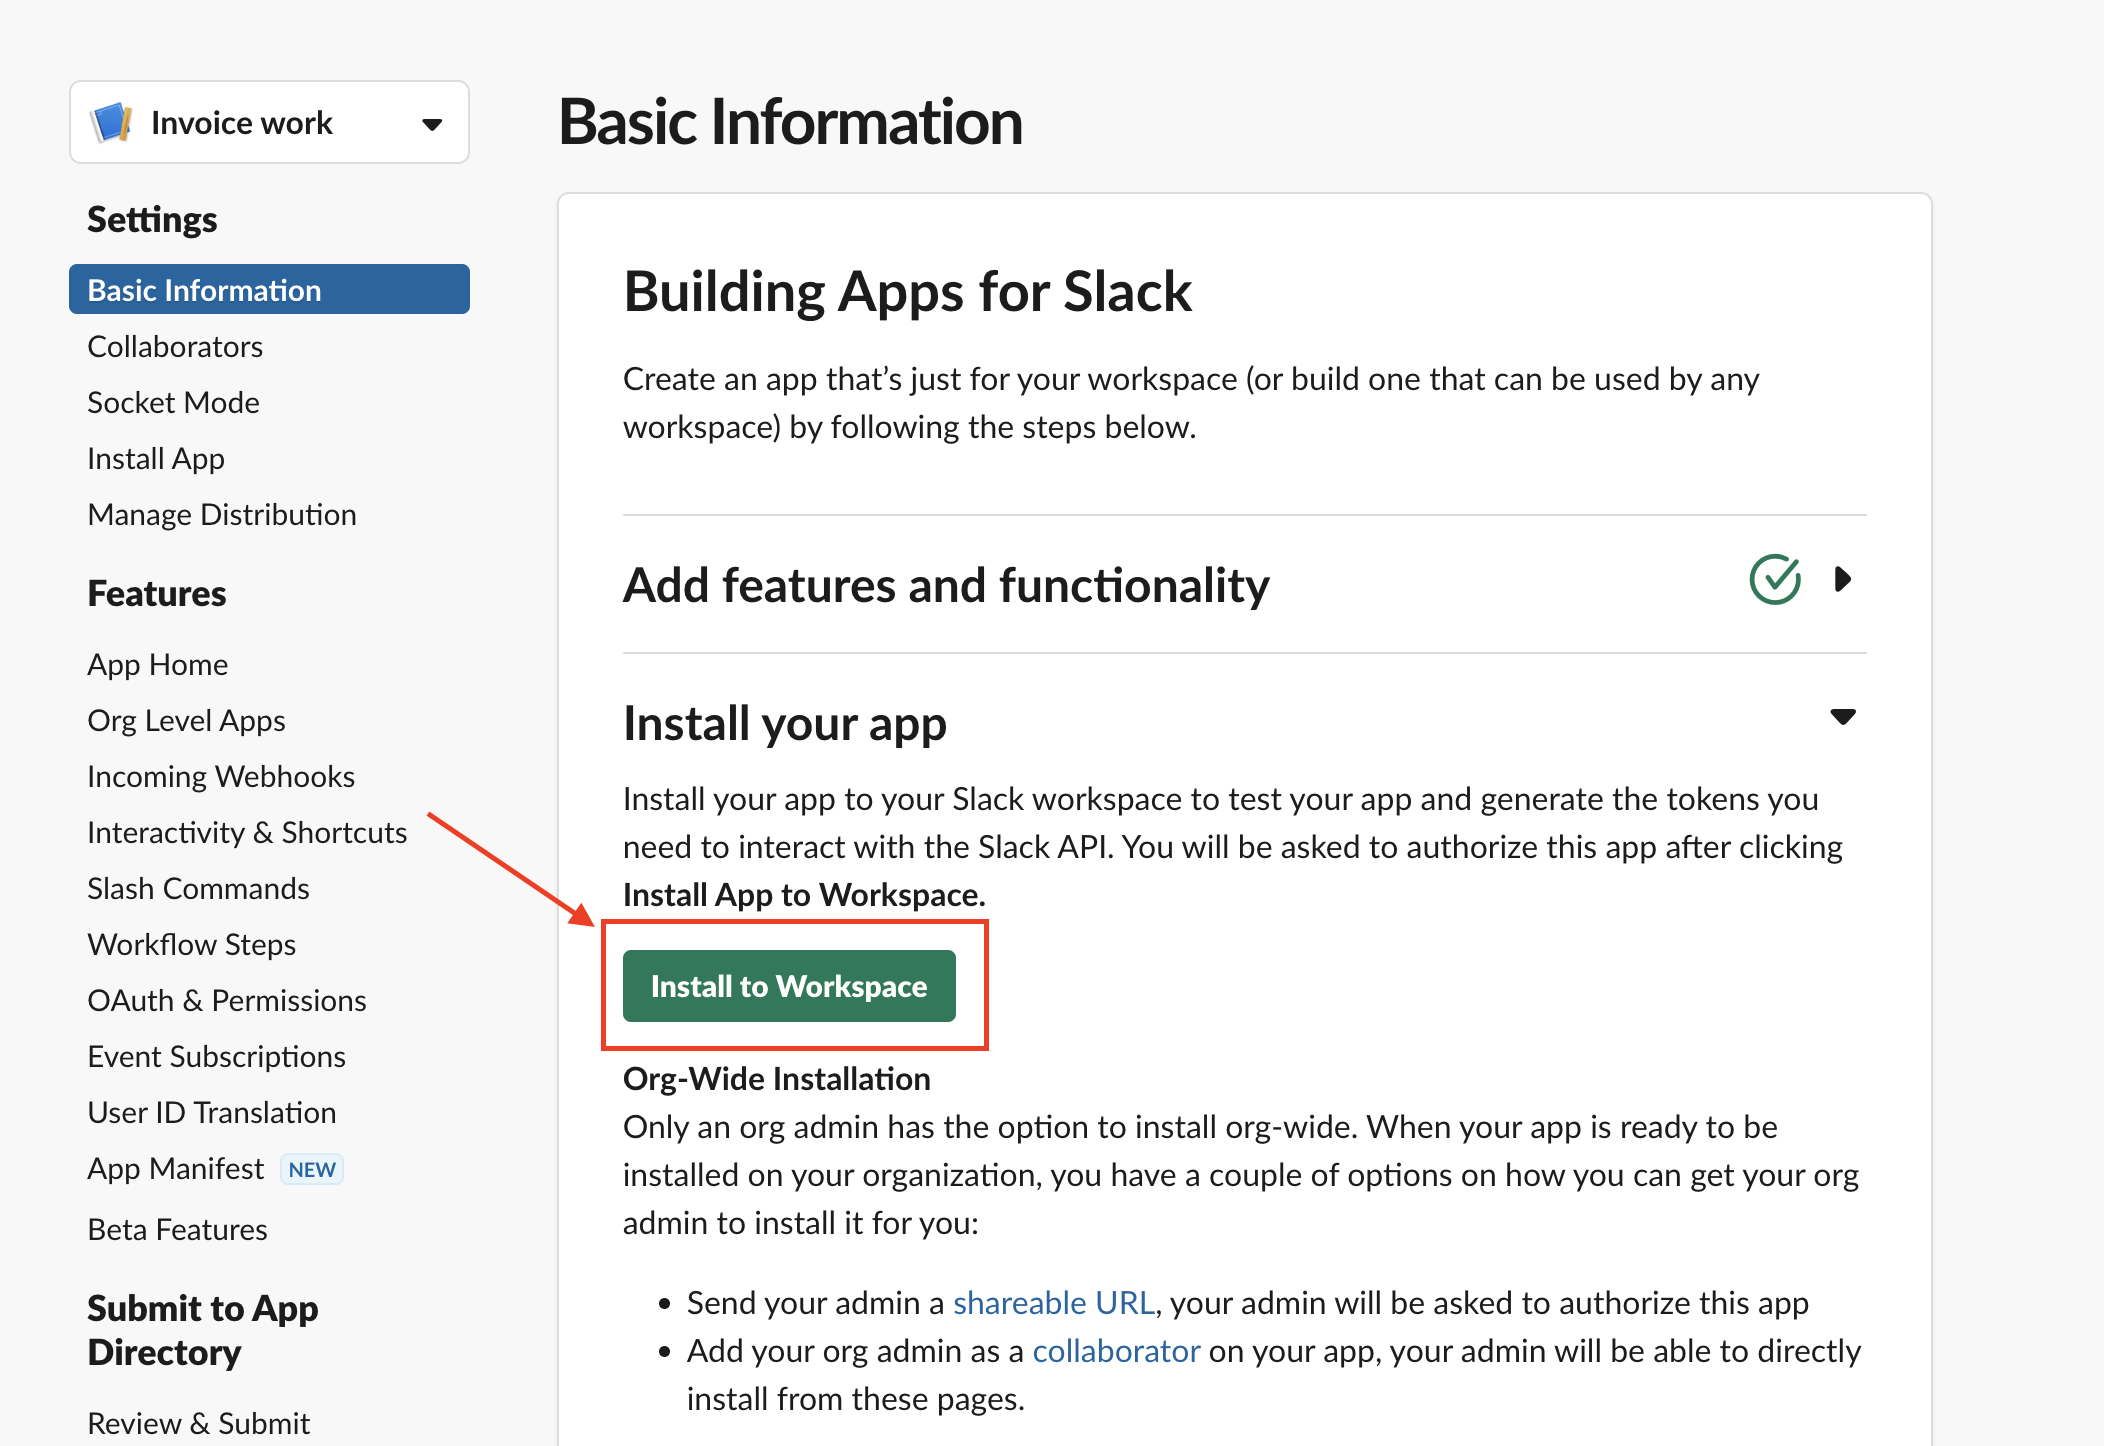 Invoice work
Settings
Basic Information
Collaborators
Socket Mode
Install App
Manage Distribution
Features
App Home
Org Level Apps
Incoming Webhooks
Interactivity & Shortcuts
Slash Commands
Workflow Steps
OAuth & Permissions
Event Subscriptions
User ID Translation
App Manifest NEW
Beta Features
Submit to App
Directory
Review & Submit
Basic Information
Building Apps for Slack
Create an app that’s just for your workspace (or build one that can be used by any
workspace) by following the steps below.
Add features and functionality
Install your app
Install your app to your Slack workspace to test your app and generate the tokens you
need to interact with the Slack API. You will be asked to authorize this app after clicking
Install App to Workspace.
Install to Workspace
Org-Wide Installation
Only an org admin has the option to install org-wide. When your app is ready to be
installed on your organization, you have a couple of options on how you can get your org
admin to install it for you:
• Send your admin a shareable URL, your admin will be asked to authorize this app
• Add your org admin as a collaborator on your app, your admin will be able to directly
install from these pages.